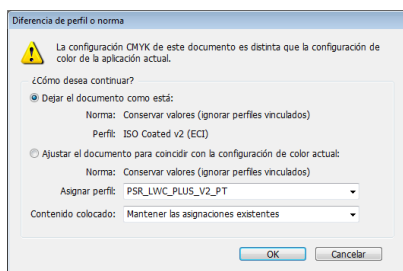 Diferencia de perfil o norma
La configuración CMYK de este documento es distinta que la configuración de
color de la aplicación actual.
¿Cómo desea continuar?
Dejar el documento como está:
Norma: Conservar valores (ignorar perfiles vinculados)
Perfil: ISO Coated v2 (ECI)
Ajustar el documento para coincidir con la configuración de color actual:
Norma: Conservar valores (ignorar perfiles vinculados)
Asignar perfil: PSR_LWC_PLUS_V2_PT
Contenido colocado: Mantener las asignaciones existentes
OK Cancelar